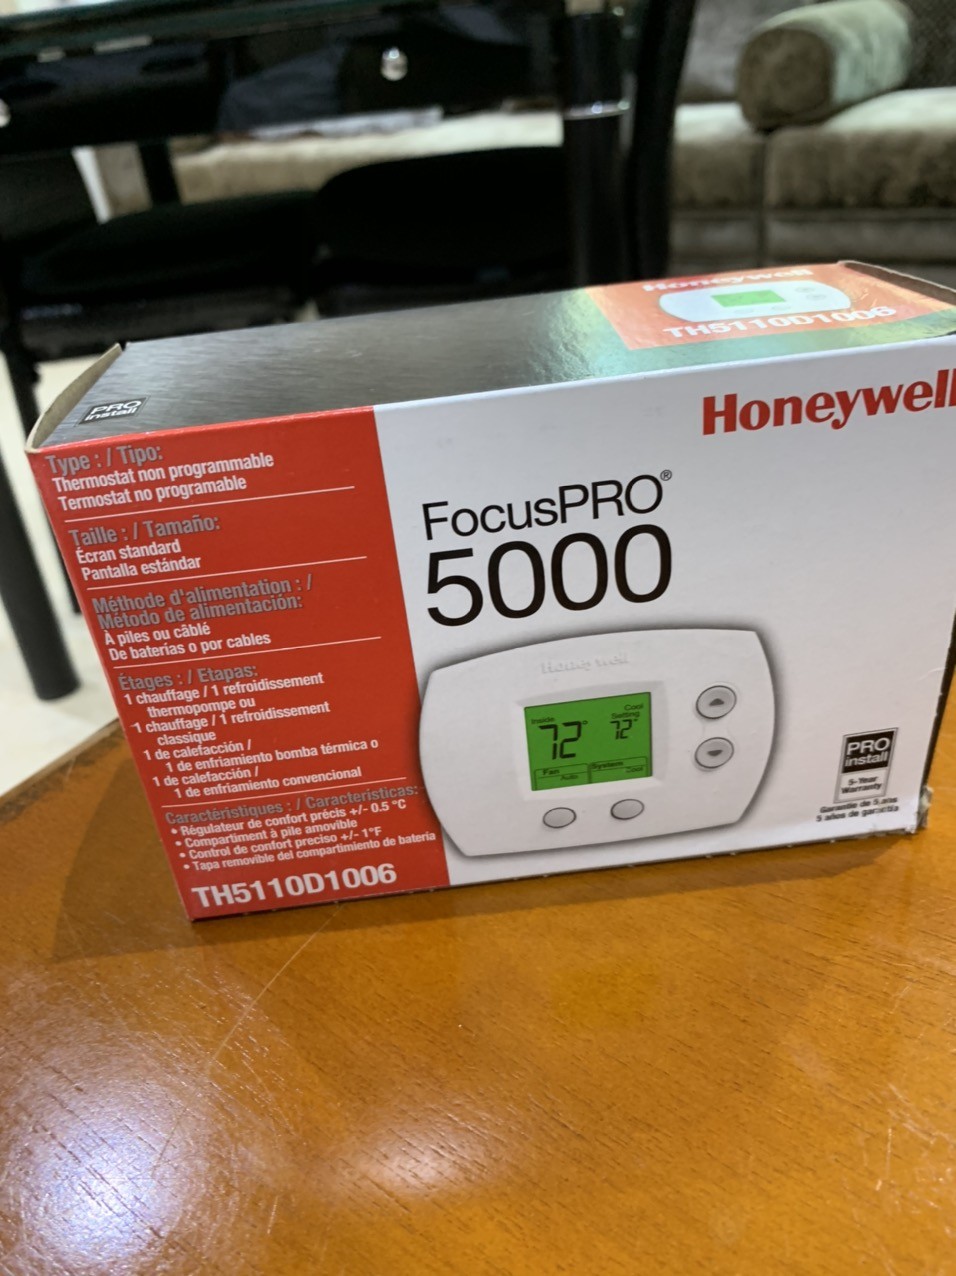 Honeywell
TH5110D1006
PRO
install
Type : / Tipo:
Thermostat non programmable
Termostat no programable
Taille : / Tamaño:
Écran standard
Pantalla estándar
Méthode d'alimentation : /
Método de alimentación:
À piles ou câblé
De baterías o por cables
Étages : / Etapas:
1 chauffage / 1 refroidissement
thermopompe ou
1 chauffage / 1 refroidissement
classique
1 de calefacción /
1 de enfriamiento bomba térmica o
1 de calefacción /
1 de enfriamiento convencional
Caractéristiques : / Características:
• Régulateur de confort précis +/- 0.5 °C
• Compartiment à pile amovible
• Control de confort preciso +/- 1°F
• Tapa removible del compartimiento de batería
TH5110D1006
Honeywell
FocusPRO®
5000
Honeywell
Inside
Cool
Setting
72°
72°
Fan
System
Auto
Cool
PRO
install
5-Year
Warranty
Garantie de 5 ans
5 años de garantía